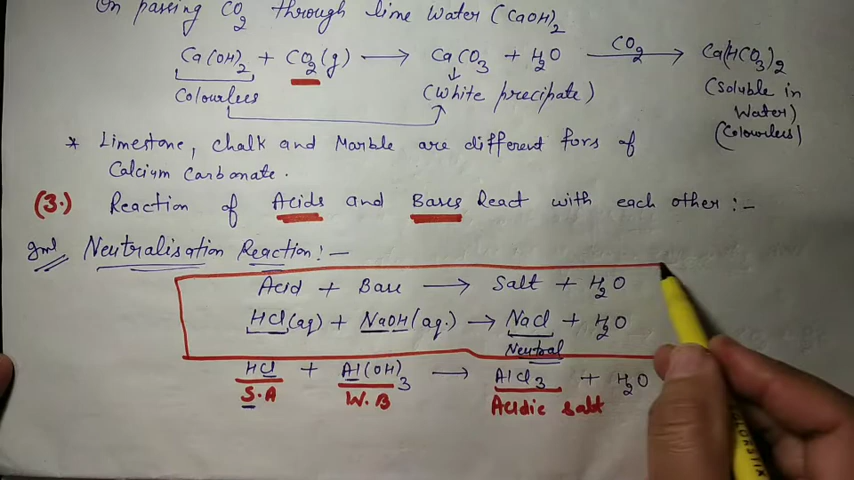 On passing CO2 through lime water (CaOH)2
Ca(OH)2 + CO2(g) → CaCO3 + H2O CO2 → Ca(HCO3)2
Colourless (White precipate) (Soluble in
Water)
(Colourless)
* Limestone, chalk and Marble are different fors of
Calcium Carbonate.
(3.) Reaction of Acids and Bases React with each other :-
Neutralisation Reaction :-
Acid + Base → Salt + H2O
HCl(aq) + NaOH(aq.) → NaCl + H2O
Neutral
HCl + Al(OH)3 → AlCl3 + H2O
S.A W.B Acidic salt